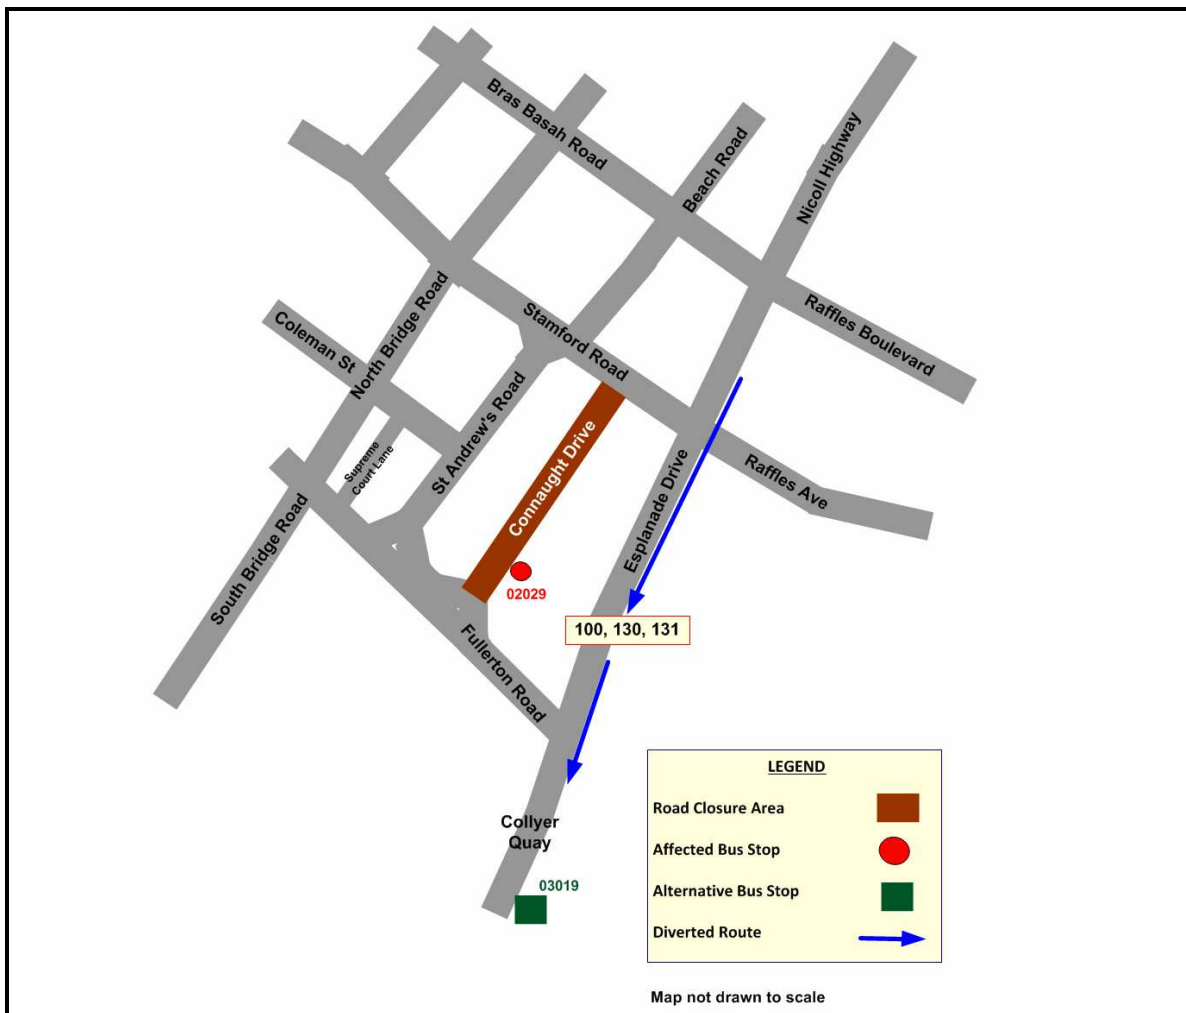 Bras Basah Road
Beach Road
Nicoll Highway
Raffles Boulevard
North Bridge Road
Stamford Road
Coleman St
St Andrew's Road
Supreme
Court Lane
Connaught Drive
Esplanade Drive
Raffles Ave
South Bridge Road
02029
100, 130, 131
Fullerton Road
Collyer
Quay
03019
LEGEND
Road Closure Area
Affected Bus Stop
Alternative Bus Stop
Diverted Route
Map not drawn to scale